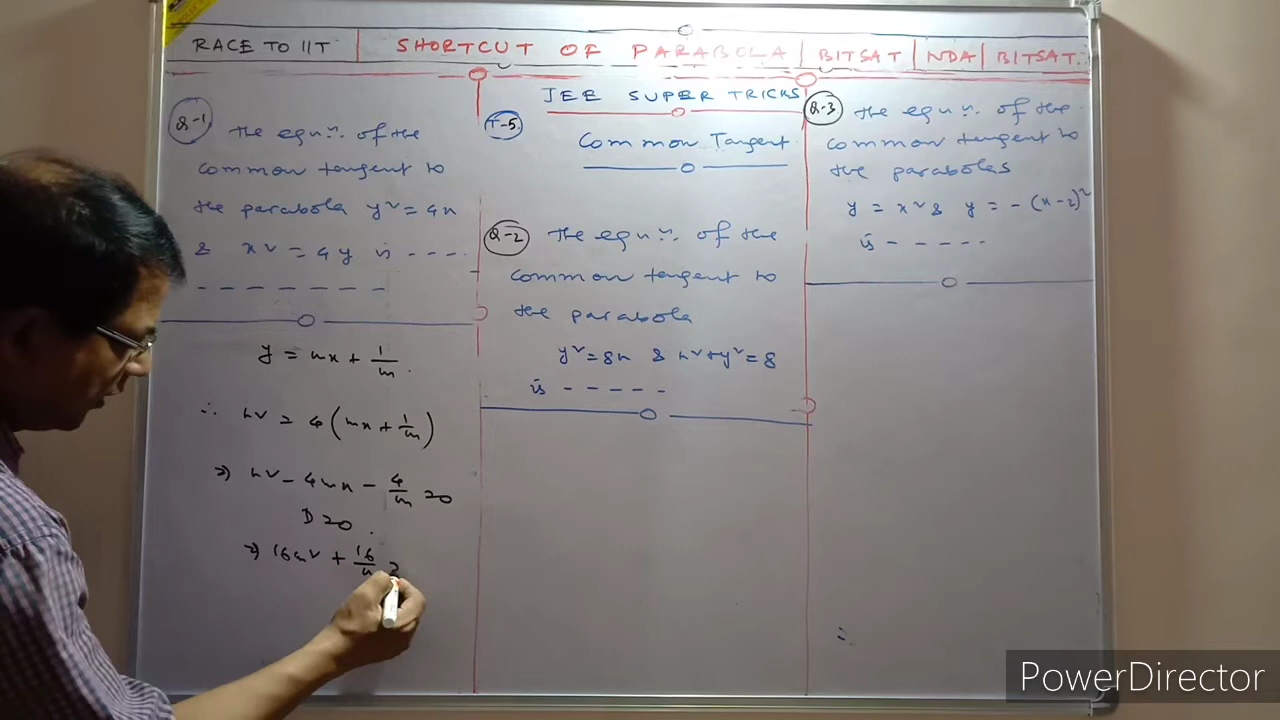 RACE TO IIT | SHORTCUT OF PARABOLA | BITSAT | NDA | BITSAT
JEE SUPER TRICKS
T-5
Common Tangent
Q-1 The equn. of the
common tangent to
the parabola y² = 4x
& x² = 4y is - - - -
- - - - - - -
y = mx + 1/m .
∴ x² = 4(mx + 1/m)
⇒ x² - 4mx - 4/m = 0
D = 0 .
⇒ 16m² + 16/m =
Q-2 The equn. of the
common tangent to
the parabola
y² = 8x & x² + y² = 8
is - - - - -
Q-3 The equn. of the
common tangent to
the parabolas
y = x² & y = - (x-2)²
is - - - - -
PowerDirector